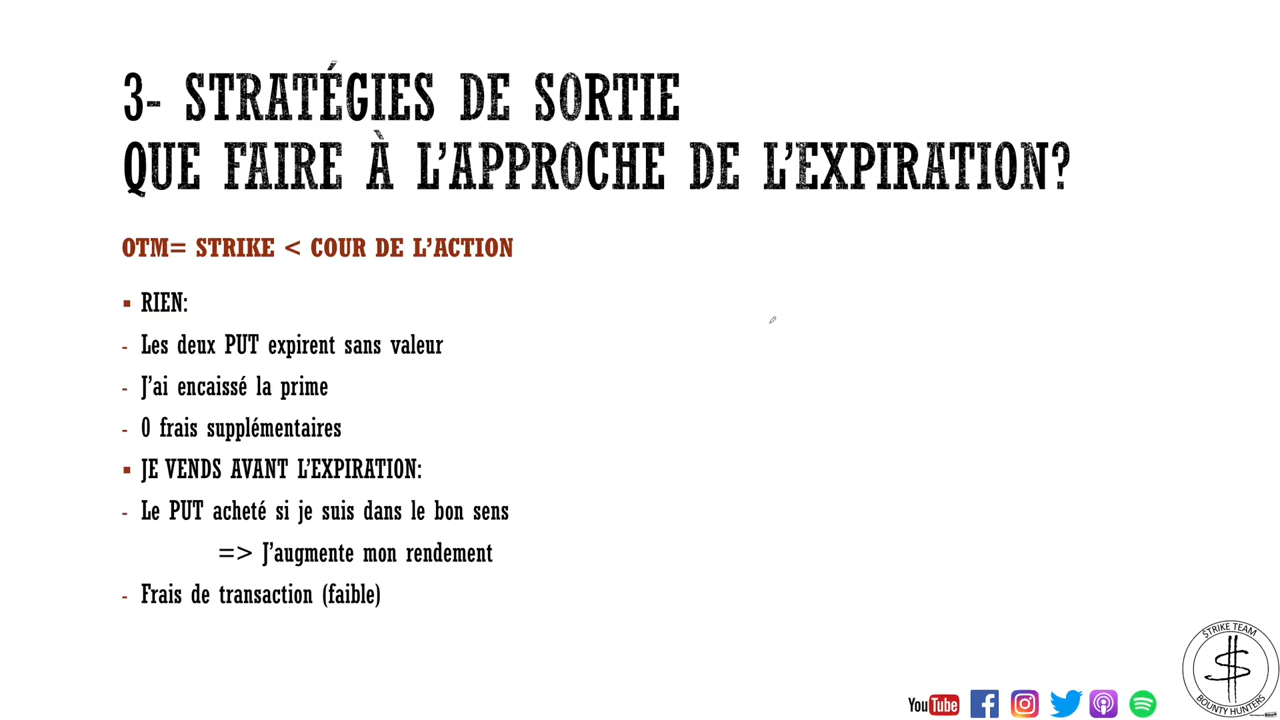 3- STRATÉGIES DE SORTIE
QUE FAIRE À L'APPROCHE DE L'EXPIRATION?
OTM= STRIKE < COUR DE L'ACTION
▪ RIEN:
- Les deux PUT expirent sans valeur
- J'ai encaissé la prime
- 0 frais supplémentaires
▪ JE VENDS AVANT L'EXPIRATION:
- Le PUT acheté si je suis dans le bon sens
=> J'augmente mon rendement
- Frais de transaction (faible)
YouTube
STRIKE TEAM
BOUNTY HUNTERS